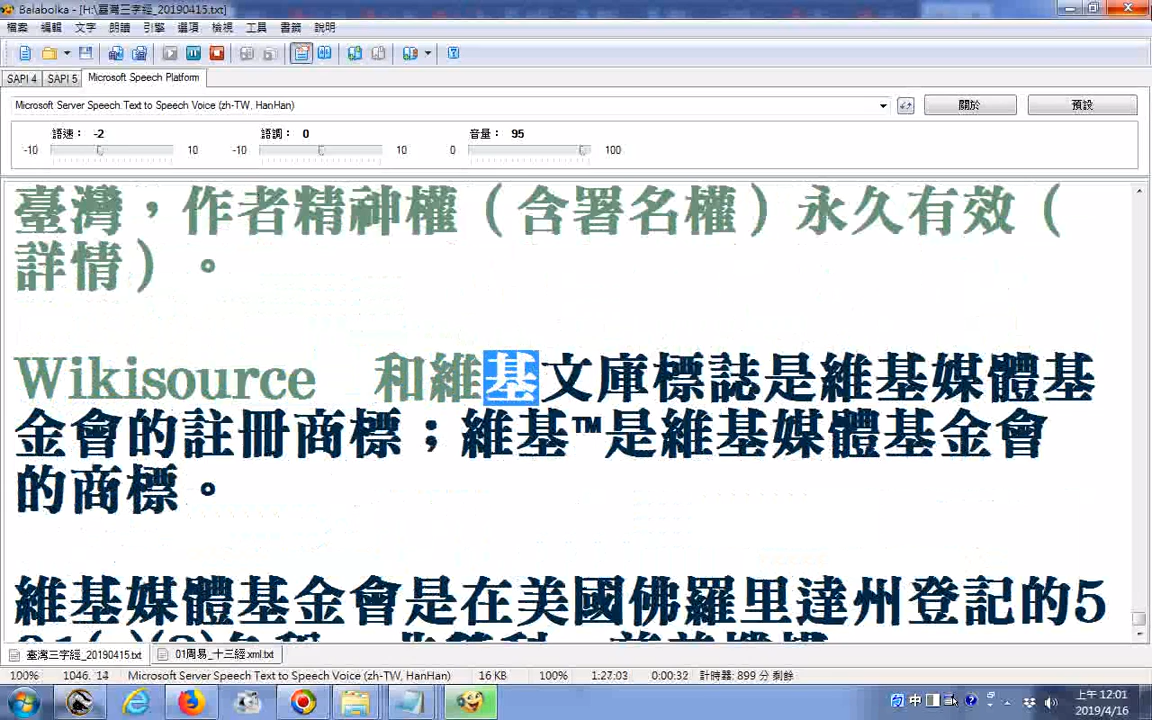 Balabolka - [H:\臺灣三字經_20190415.txt]
檔案 編輯 文字 朗讀 引擎 選項 檢視 工具 書籤 說明
SAPI 4 SAPI 5 Microsoft Speech Platform
Microsoft Server Speech Text to Speech Voice (zh-TW, HanHan) 關於 預設
語速： -2 語調： 0 音量： 95
-10 10 -10 10 0 100
臺灣，作者精神權（含署名權）永久有效（
詳情）。
Wikisource 和維基文庫標誌是維基媒體基
金會的註冊商標；維基™是維基媒體基金會
的商標。
維基媒體基金會是在美國佛羅里達州登記的5
臺灣三字經_20190415.txt 01周易_十三經.xml.txt
100% 1046, 14 Microsoft Server Speech Text to Speech Voice (zh-TW, HanHan) 16 KB 100% 1:27:03 0:00:32 計時器: 899 分 剩餘
中 上午 12:01
2019/4/16